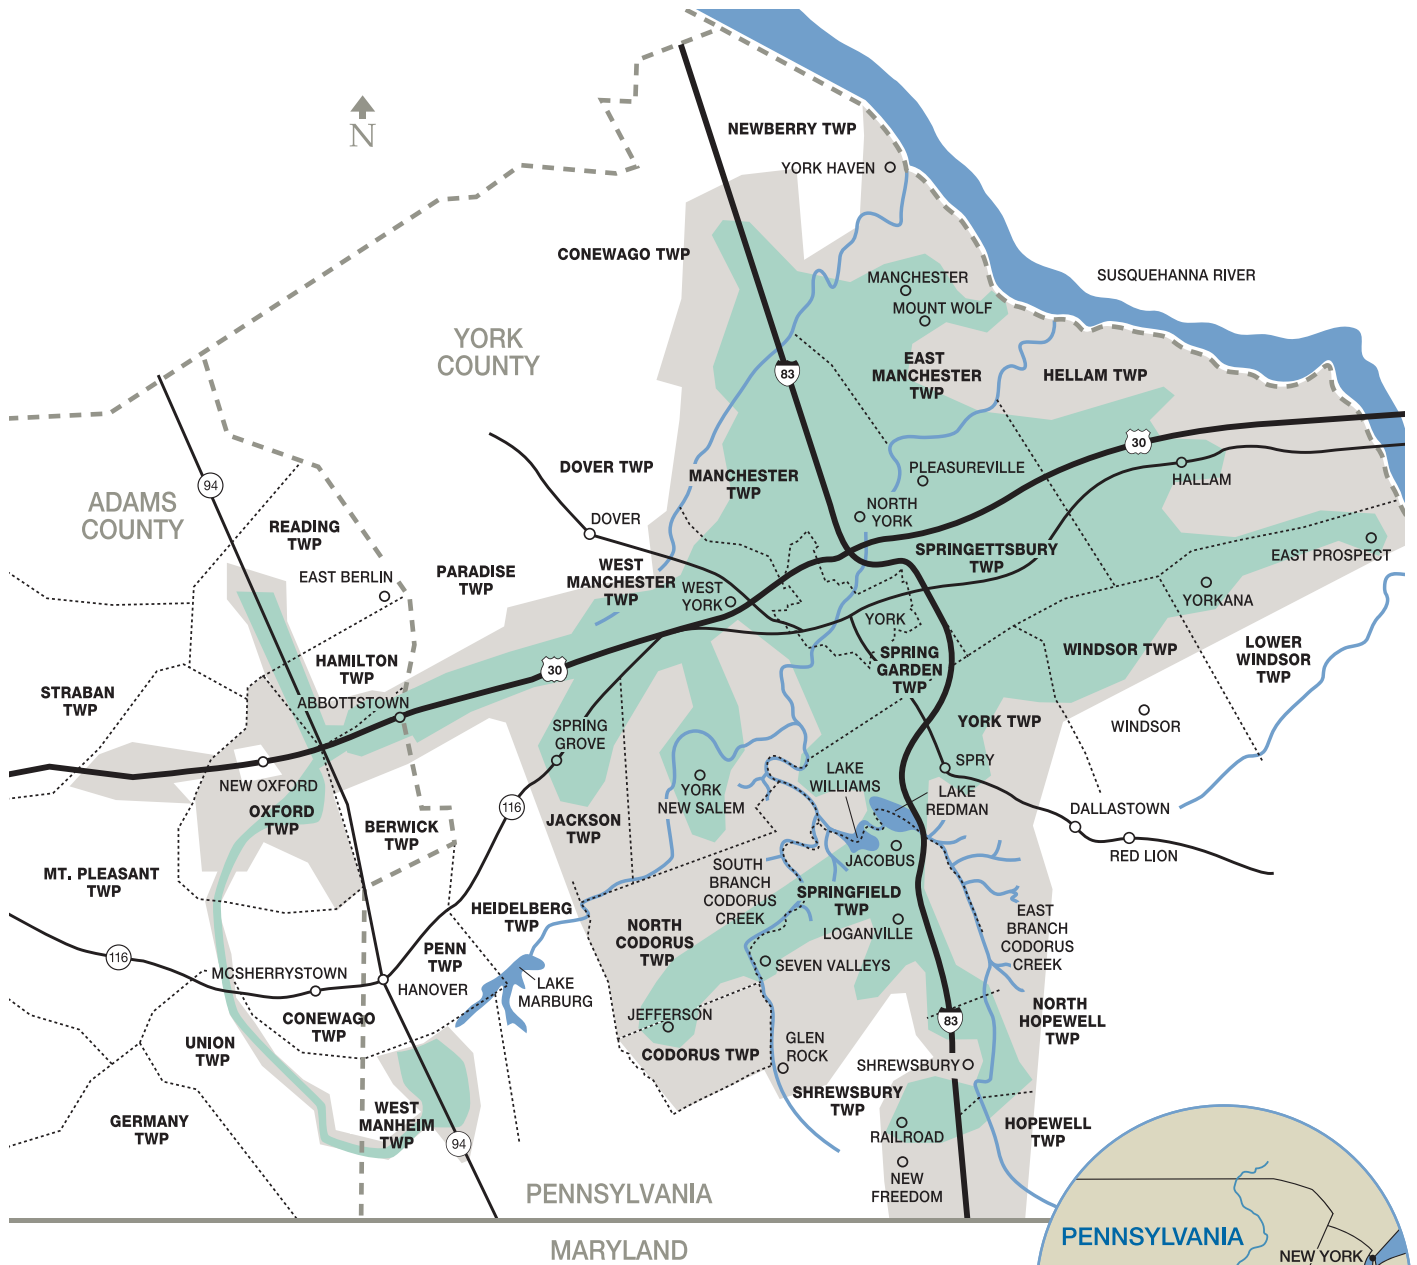 NEWBERRY TWP
YORK HAVEN
N
CONEWAGO TWP
SUSQUEHANNA RIVER
MANCHESTER
MOUNT WOLF
YORK
COUNTY
EAST
MANCHESTER
TWP
HELLAM TWP
83
30
94
ADAMS
COUNTY
DOVER TWP
MANCHESTER
TWP
PLEASUREVILLE
HALLAM
READING
TWP
DOVER
NORTH
YORK
SPRINGETTSBURY
TWP
EAST PROSPECT
EAST BERLIN
PARADISE
TWP
WEST
MANCHESTER
TWP
WEST
YORK
YORKANA
YORK
HAMILTON
TWP
30
SPRING
GARDEN
TWP
WINDSOR TWP
LOWER
WINDSOR
TWP
STRABAN
TWP
ABBOTTSTOWN
SPRING
GROVE
YORK TWP
WINDSOR
NEW OXFORD
OXFORD
TWP
YORK
NEW SALEM
LAKE
WILLIAMS
SPRY
LAKE
REDMAN
116
BERWICK
TWP
JACKSON
TWP
DALLASTOWN
RED LION
MT. PLEASANT
TWP
SOUTH
BRANCH
CODORUS
CREEK
JACOBUS
SPRINGFIELD
TWP
HEIDELBERG
TWP
NORTH
CODORUS
TWP
LOGANVILLE
EAST
BRANCH
CODORUS
CREEK
116
PENN
TWP
MCSHERRYSTOWN
HANOVER
LAKE
MARBURG
SEVEN VALLEYS
CONEWAGO
TWP
JEFFERSON
83
NORTH
HOPEWELL
TWP
UNION
TWP
CODORUS TWP
GLEN
ROCK
SHREWSBURY
SHREWSBURY
TWP
GERMANY
TWP
WEST
MANHEIM
TWP
94
RAILROAD
HOPEWELL
TWP
NEW
FREEDOM
PENNSYLVANIA
MARYLAND
PENNSYLVANIA
NEW YORK